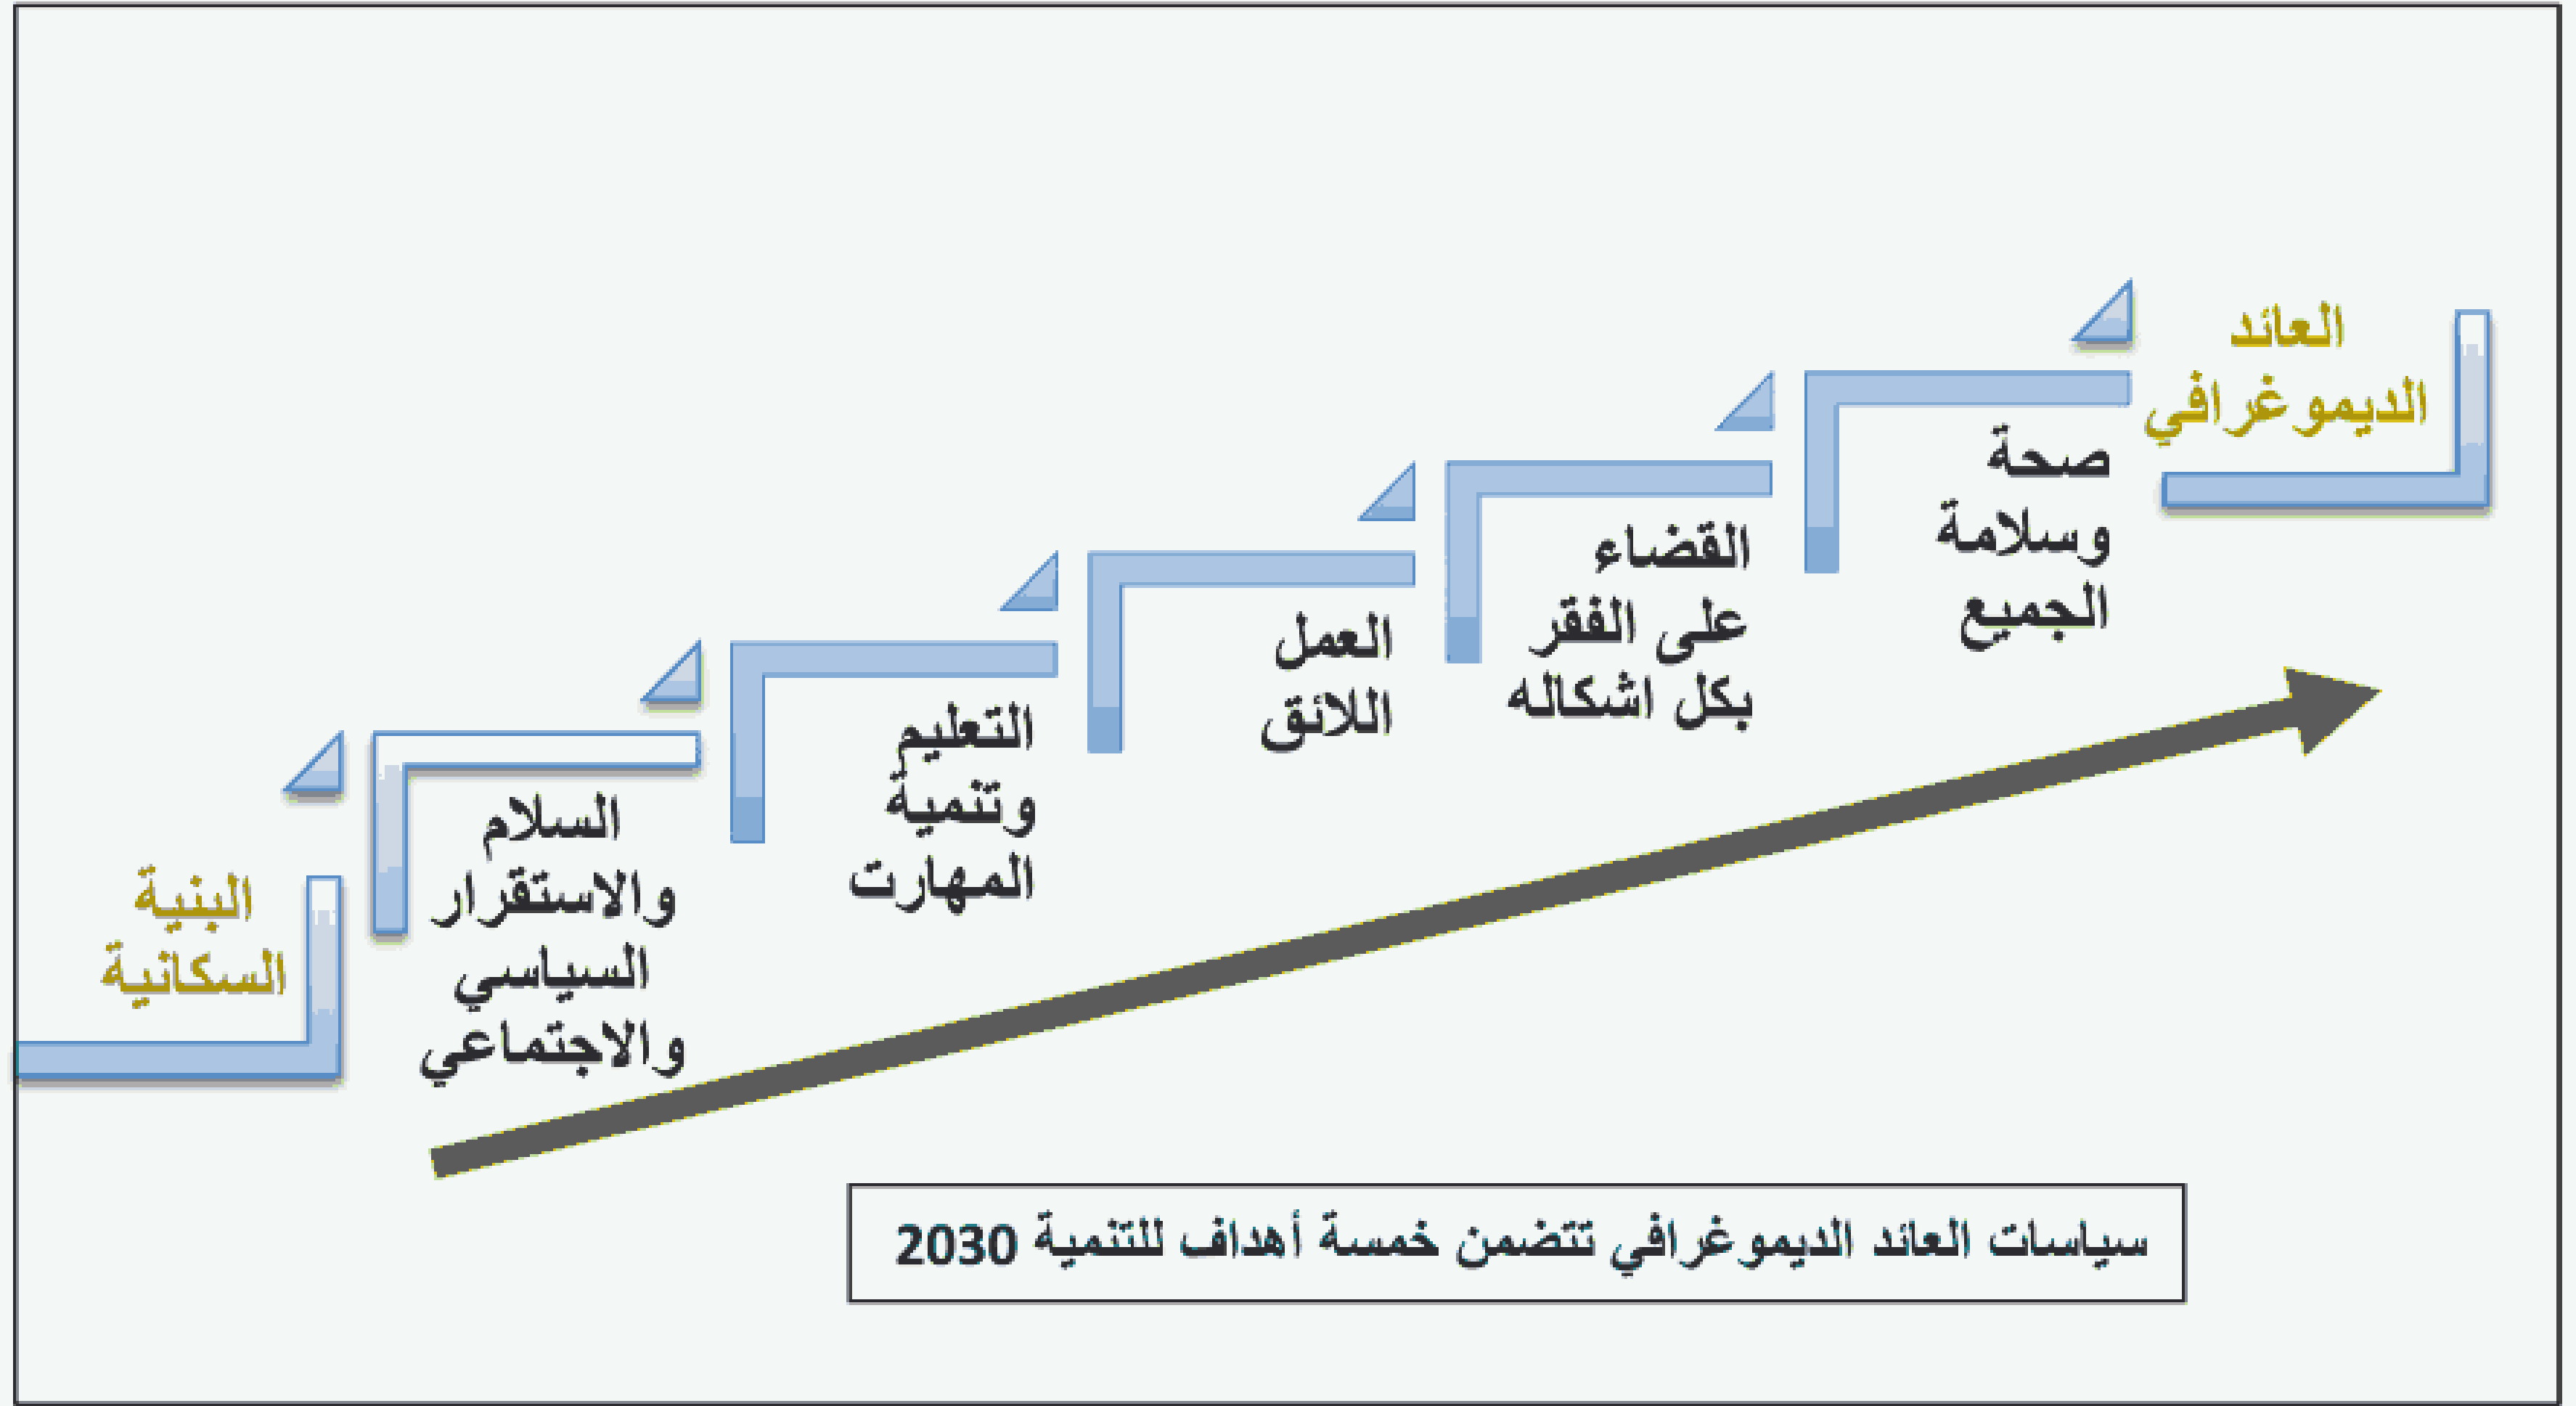 البنية
السكانية
السلام
والاستقرار
السياسي
والاجتماعي
التعليم
وتنمية
المهارت
العمل
اللائق
القضاء
على الفقر
بكل اشكاله
صحة
وسلامة
الجميع
العائد
الديموغرافي
سياسات العائد الديموغرافي تتضمن خمسة أهداف للتنمية 2030